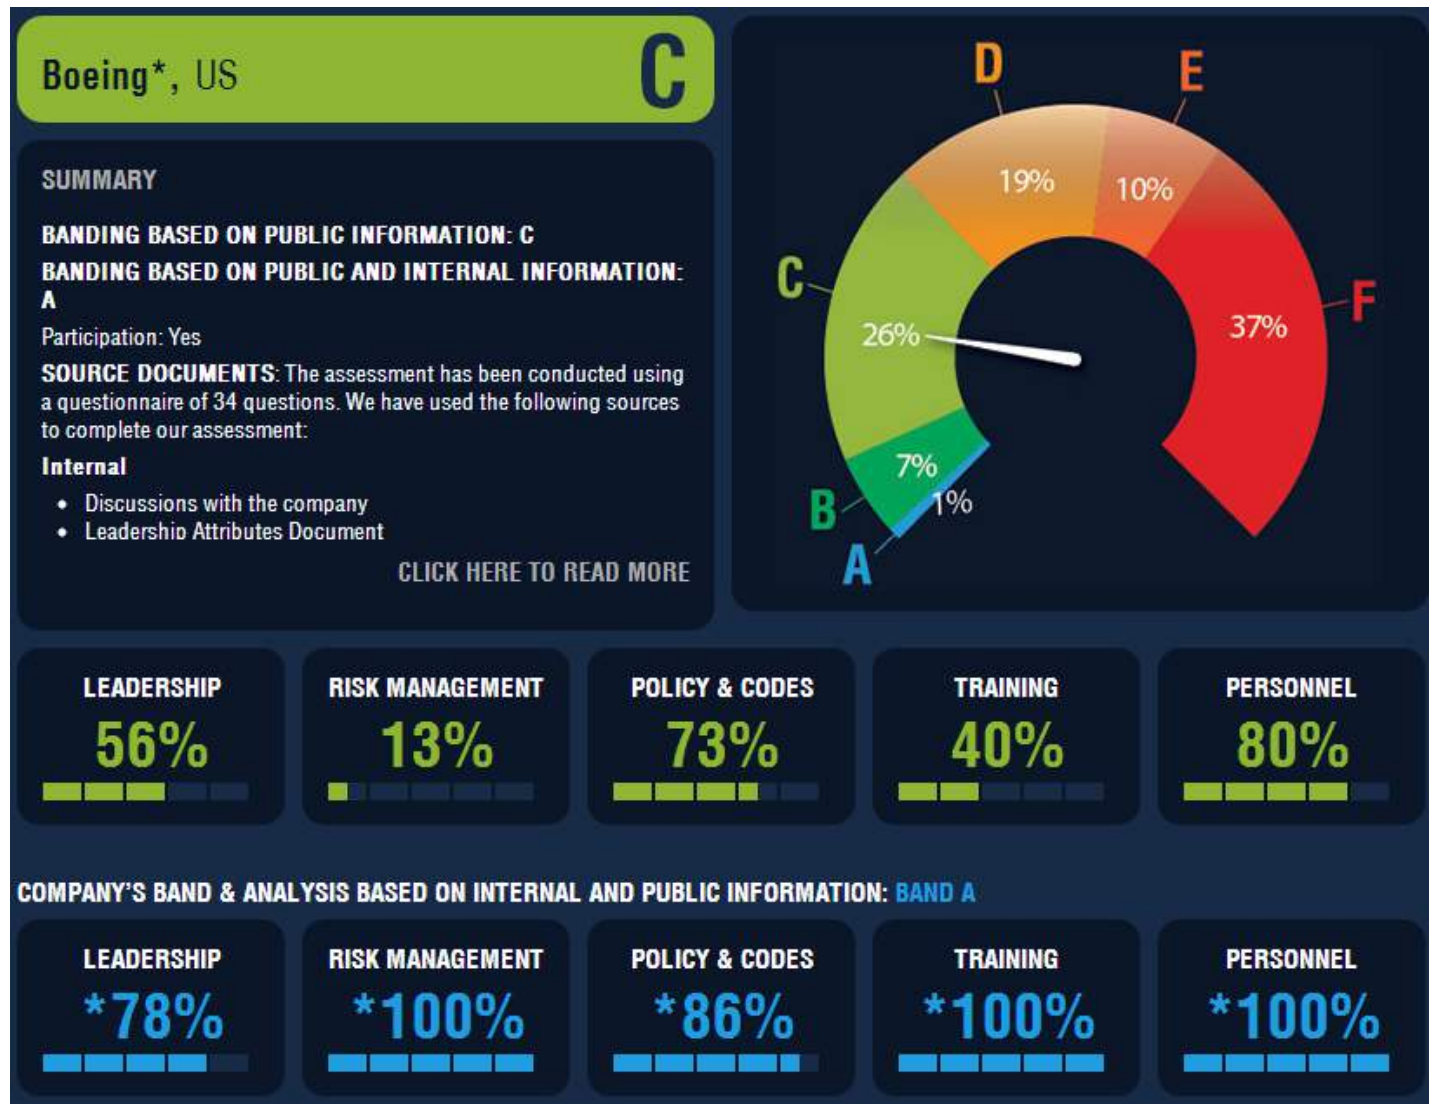 Boeing*, US
C
SUMMARY
BANDING BASED ON PUBLIC INFORMATION: C
BANDING BASED ON PUBLIC AND INTERNAL INFORMATION:
A
Participation: Yes
SOURCE DOCUMENTS: The assessment has been conducted using
a questionnaire of 34 questions. We have used the following sources
to complete our assessment:
Internal
• Discussions with the company
• Leadership Attributes Document
CLICK HERE TO READ MORE
D
E
19%
10%
C
F
26%
37%
7%
B
1%
A
LEADERSHIP
56%
RISK MANAGEMENT
13%
POLICY & CODES
73%
TRAINING
40%
PERSONNEL
80%
COMPANY'S BAND & ANALYSIS BASED ON INTERNAL AND PUBLIC INFORMATION: BAND A
LEADERSHIP
*78%
RISK MANAGEMENT
*100%
POLICY & CODES
*86%
TRAINING
*100%
PERSONNEL
*100%